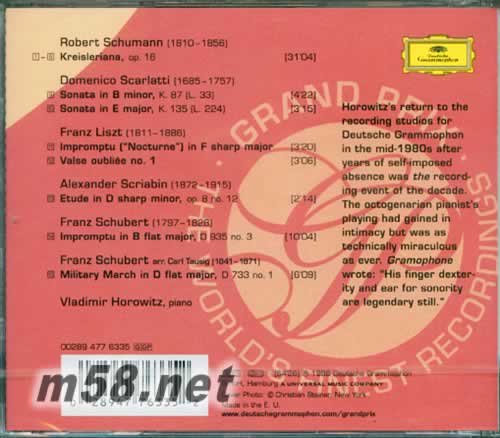 Deutsche
Grammophon
Robert Schumann (1810-1856)
Kreisleriana, op. 16 [31'04]
Domenico Scarlatti (1685-1757)
Sonata in B minor, K. 87 (L. 33) [4'22]
Sonata in E major, K. 135 (L. 224) [3'15]
Franz Liszt (1811-1886)
Impromptu ("Nocturne") in F sharp major [3'20]
Valse oubliée no. 1 [3'06]
Alexander Scriabin (1872-1915)
Etude in D sharp minor, op. 8 no. 12 [2'14]
Franz Schubert (1797-1828)
Impromptu in B flat major, D 935 no. 3 [10'04]
Franz Schubert arr. Carl Tausig (1841-1871)
Military March in D flat major, D 733 no. 1 [6'09]
Vladimir Horowitz, piano
Horowitz's return to the
recording studios for
Deutsche Grammophon
in the mid-1980s after
years of self-imposed
absence was the record-
ing event of the decade.
The octogenarian pianist's
playing had gained in
intimacy but was as
technically miraculous
as ever. Gramophone
wrote: "His finger dexter-
ity and ear for sonority
are legendary still."
GRAND PRIX
WORLD'S RECORDINGS
00289 477 6335 GGP
Deutsche Grammophon
Hamburg A UNIVERSAL MUSIC COMPANY
Photo: © Christian Steiner, New York
Made in the E. U.
www.deutschegrammophon.com/grandprix
m58.net